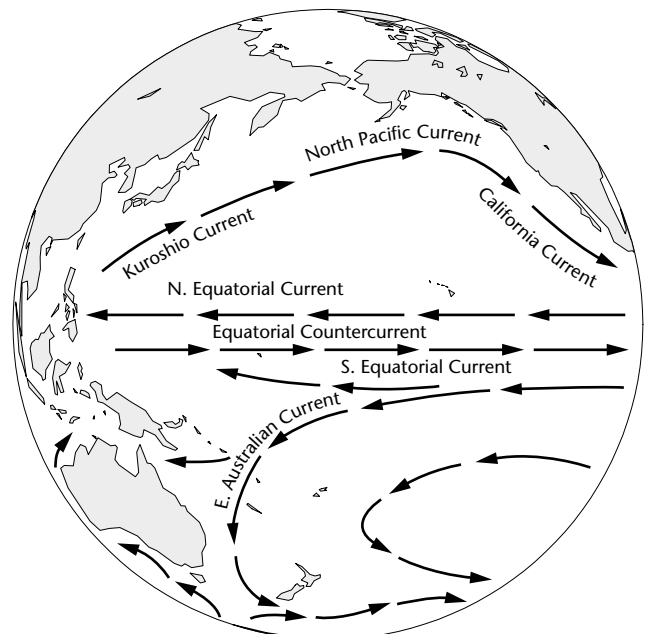 North Pacific Current
Kuroshio Current
California Current
N. Equatorial Current
Equatorial Countercurrent
S. Equatorial Current
E. Australian Current